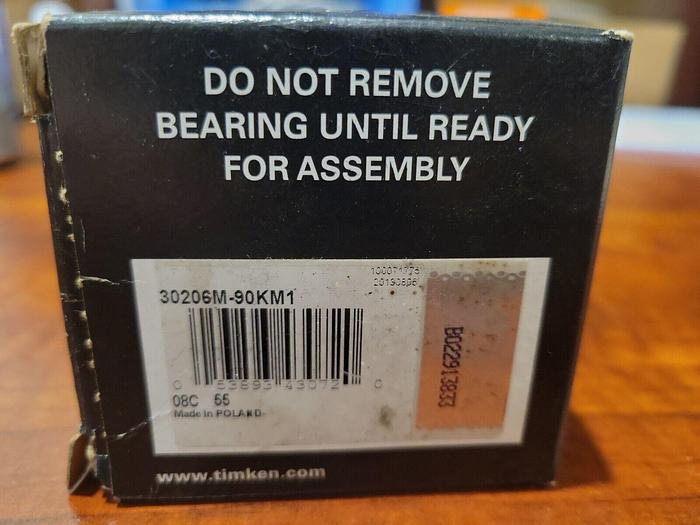 DO NOT REMOVE
BEARING UNTIL READY
FOR ASSEMBLY
30206M-90KM1
0 53893 43072 0
08C 55
Made in POLAND
B022913933
www.timken.com